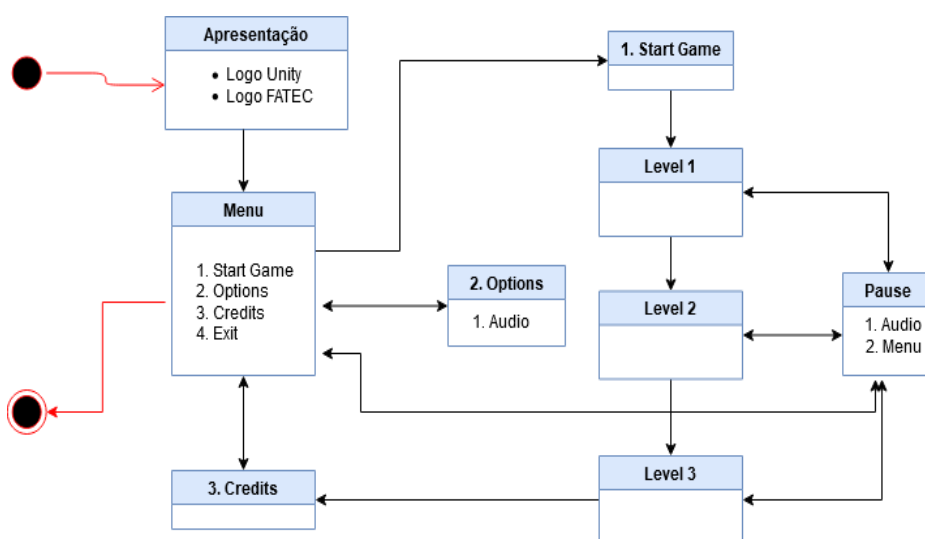 Apresentação
• Logo Unity
• Logo FATEC
Menu
1. Start Game
2. Options
3. Credits
4. Exit
2. Options
1. Audio
3. Credits
1. Start Game
Level 1
Level 2
Level 3
Pause
1. Audio
2. Menu